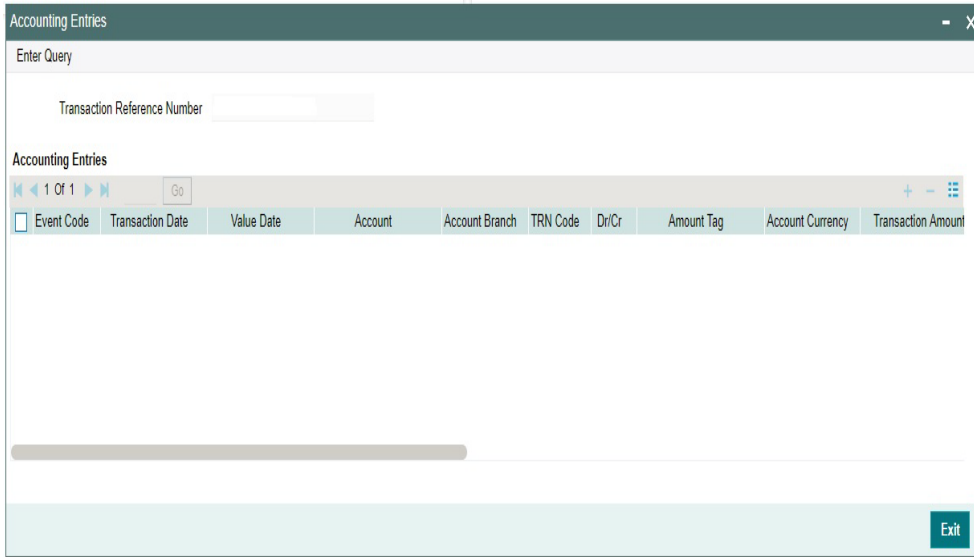 Accounting Entries
Enter Query
Transaction Reference Number
Accounting Entries
1 Of 1 Go
Event Code Transaction Date Value Date Account Account Branch TRN Code Dr/Cr Amount Tag Account Currency Transaction Amount
Exit